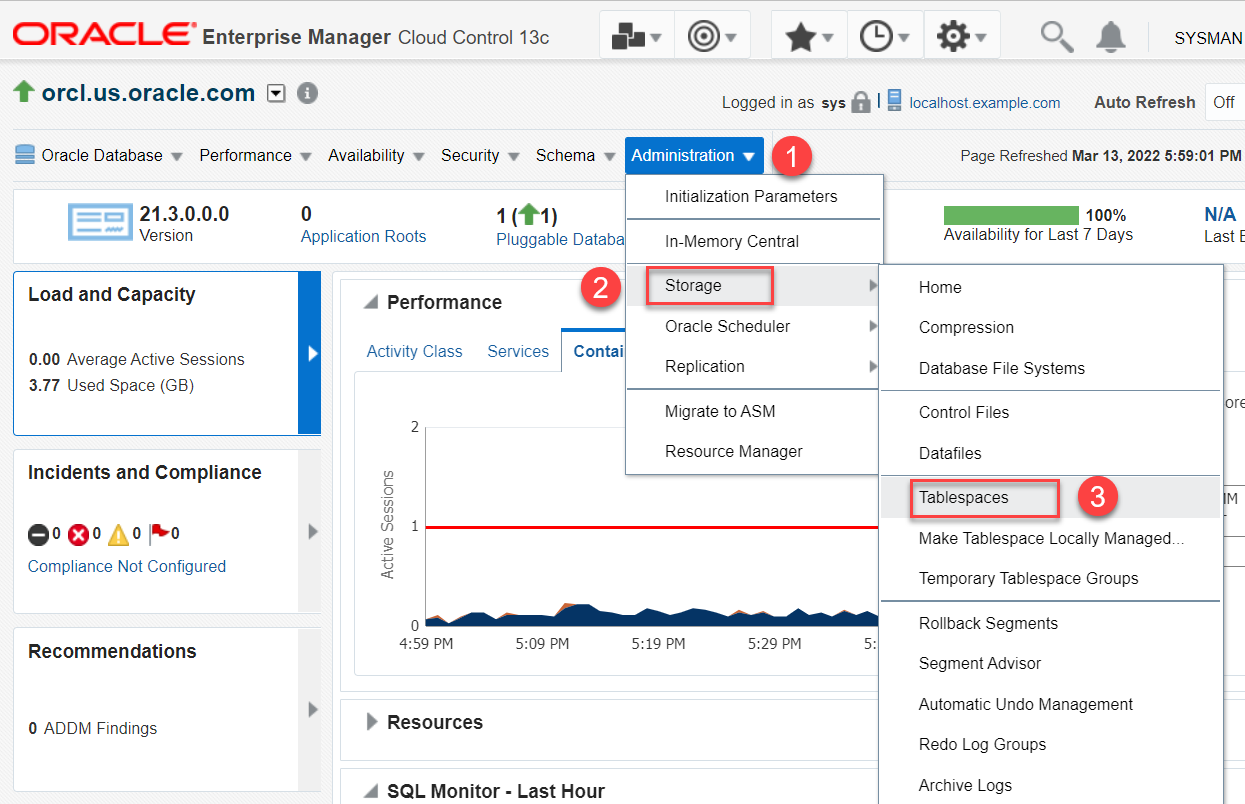 ORACLE Enterprise Manager Cloud Control 13c
SYSMAN
orcl.us.oracle.com
Logged in as sys localhost.example.com Auto Refresh Off
Oracle Database Performance Availability Security Schema Administration 1
Page Refreshed Mar 13, 2022 5:59:01 PM
21.3.0.0.0
Version
0
Application Roots
1 (1)
Pluggable Databa
100%
Availability for Last 7 Days
N/A
Last
Initialization Parameters
In-Memory Central
2 Storage
Oracle Scheduler
Replication
Migrate to ASM
Resource Manager
Home
Compression
Database File Systems
Control Files
Datafiles
Tablespaces 3
Make Tablespace Locally Managed...
Temporary Tablespace Groups
Rollback Segments
Segment Advisor
Automatic Undo Management
Redo Log Groups
Archive Logs
Load and Capacity
0.00 Average Active Sessions
3.77 Used Space (GB)
Incidents and Compliance
0 0 0 0
Compliance Not Configured
Recommendations
0 ADDM Findings
Performance
Activity Class Services Contai
Active Sessions
2
1
0
4:59 PM 5:09 PM 5:19 PM 5:29 PM 5:
Resources
SQL Monitor - Last Hour